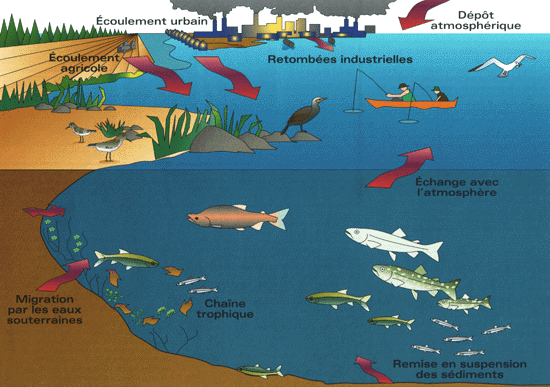 Écoulement urbain
Dépôt
atmosphérique
Écoulement
agricole
Retombées industrielles
Échange avec
l'atmosphère
Migration
par les eaux
souterraines
Chaîne
trophique
Remise en suspension
des sédiments